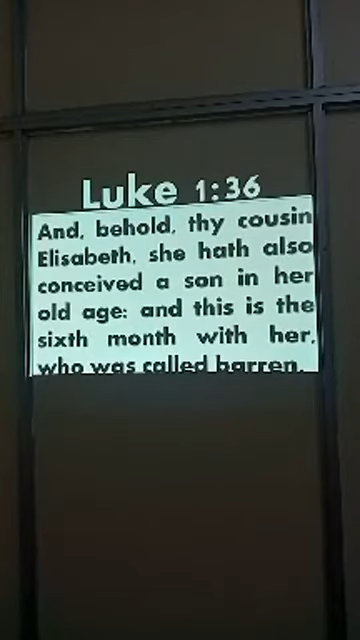 Luke 1:36
And, behold, thy cousin
Elisabeth, she hath also
conceived a son in her
old age: and this is the
sixth month with her,
who was called barren.